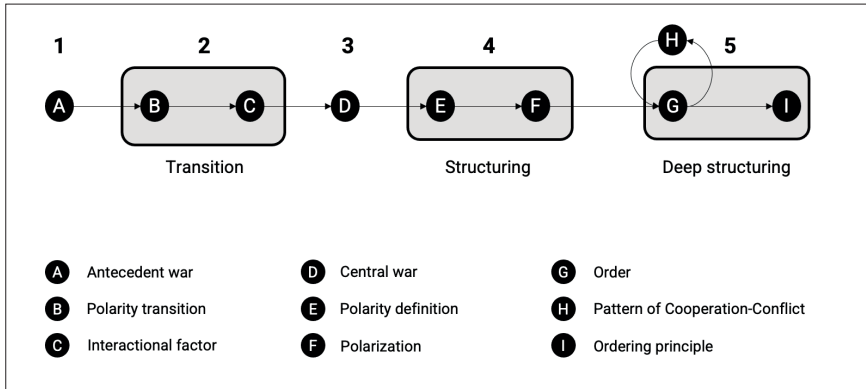 1 2 3 4 5
H
A B C D E F G I
Transition Structuring Deep structuring
A Antecedent war D Central war G Order
B Polarity transition E Polarity definition H Pattern of Cooperation-Conflict
C Interactional factor F Polarization I Ordering principle